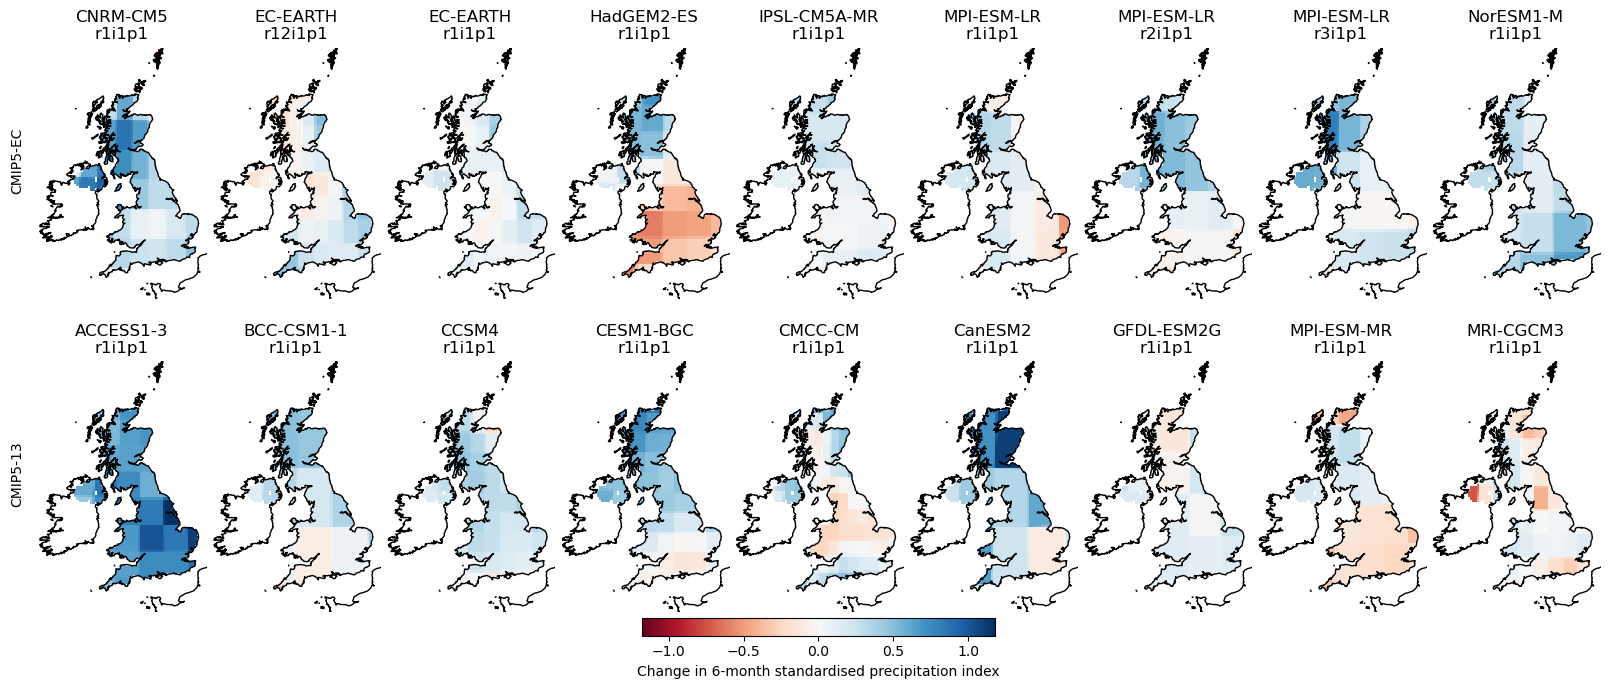 CNRM-CM5
r1i1p1
EC-EARTH
r12i1p1
EC-EARTH
r1i1p1
HadGEM2-ES
r1i1p1
IPSL-CM5A-MR
r1i1p1
MPI-ESM-LR
r1i1p1
MPI-ESM-LR
r2i1p1
MPI-ESM-LR
r3i1p1
NorESM1-M
r1i1p1
CMIP5-EC
ACCESS1-3
r1i1p1
BCC-CSM1-1
r1i1p1
CCSM4
r1i1p1
CESM1-BGC
r1i1p1
CMCC-CM
r1i1p1
CanESM2
r1i1p1
GFDL-ESM2G
r1i1p1
MPI-ESM-MR
r1i1p1
MRI-CGCM3
r1i1p1
CMIP5-13
−1.0 −0.5 0.0 0.5 1.0
Change in 6-month standardised precipitation index